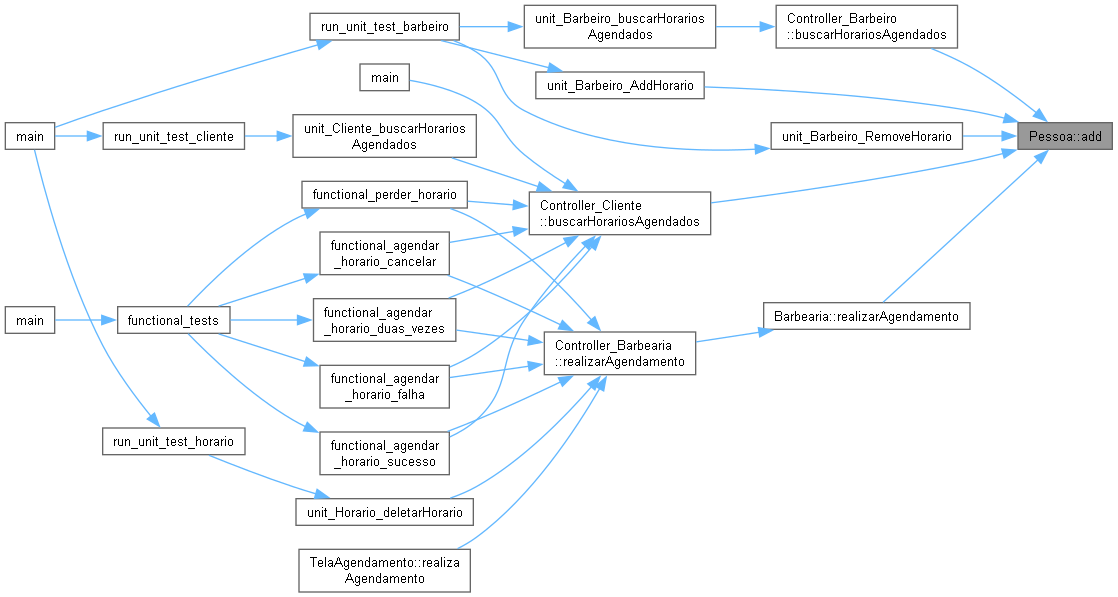 run_unit_test_barbeiro
unit_Barbeiro_buscarHorarios
Agendados
Controller_Barbeiro
::buscarHorariosAgendados
main
unit_Barbeiro_AddHorario
main
run_unit_test_cliente
unit_Cliente_buscarHorarios
Agendados
unit_Barbeiro_RemoveHorario
Pessoa::add
functional_perder_horario
Controller_Cliente
::buscarHorariosAgendados
functional_agendar
_horario_cancelar
main
functional_tests
functional_agendar
_horario_duas_vezes
Barbearia::realizarAgendamento
Controller_Barbearia
::realizarAgendamento
functional_agendar
_horario_falha
run_unit_test_horario
functional_agendar
_horario_sucesso
unit_Horario_deletarHorario
TelaAgendamento::realiza
Agendamento